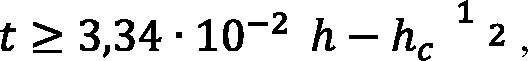 t ≥ 3,34 · 10⁻² h − h_c ¹ ₂ ,